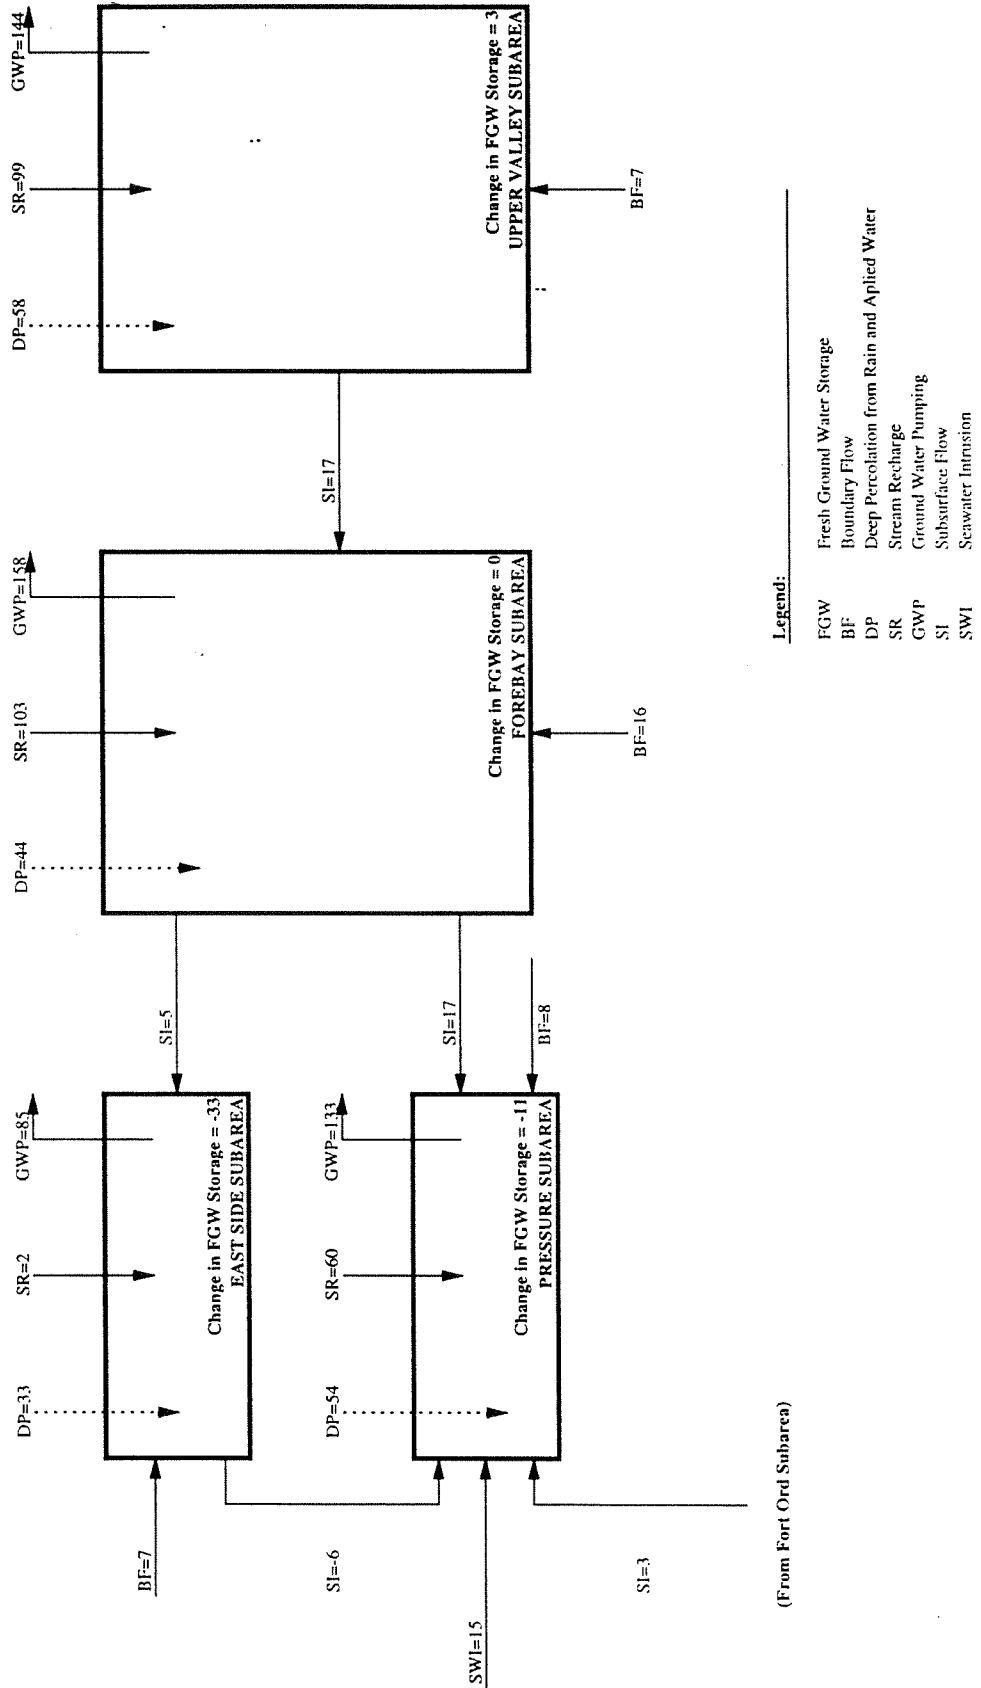 GWP=144
SR=99
DP=58
Change in FGW Storage = 3
UPPER VALLEY SUBAREA
BF=7
SI=17
GWP=158
SR=103
DP=44
Change in FGW Storage = 0
FOREBAY SUBAREA
BF=16
SI=5
SI=17
BF=8
GWP=85
SR=2
DP=33
Change in FGW Storage = -33
EAST SIDE SUBAREA
BF=7
GWP=133
SR=60
DP=54
Change in FGW Storage = -11
PRESSURE SUBAREA
SI=-6
SWI=15
SI=3
(From Fort Ord Subarea)
Legend:
FGW Fresh Ground Water Storage
BF Boundary Flow
DP Deep Percolation from Rain and Aplied Water
SR Stream Recharge
GWP Ground Water Pumping
SI Subsurface Flow
SWI Seawater Intrusion